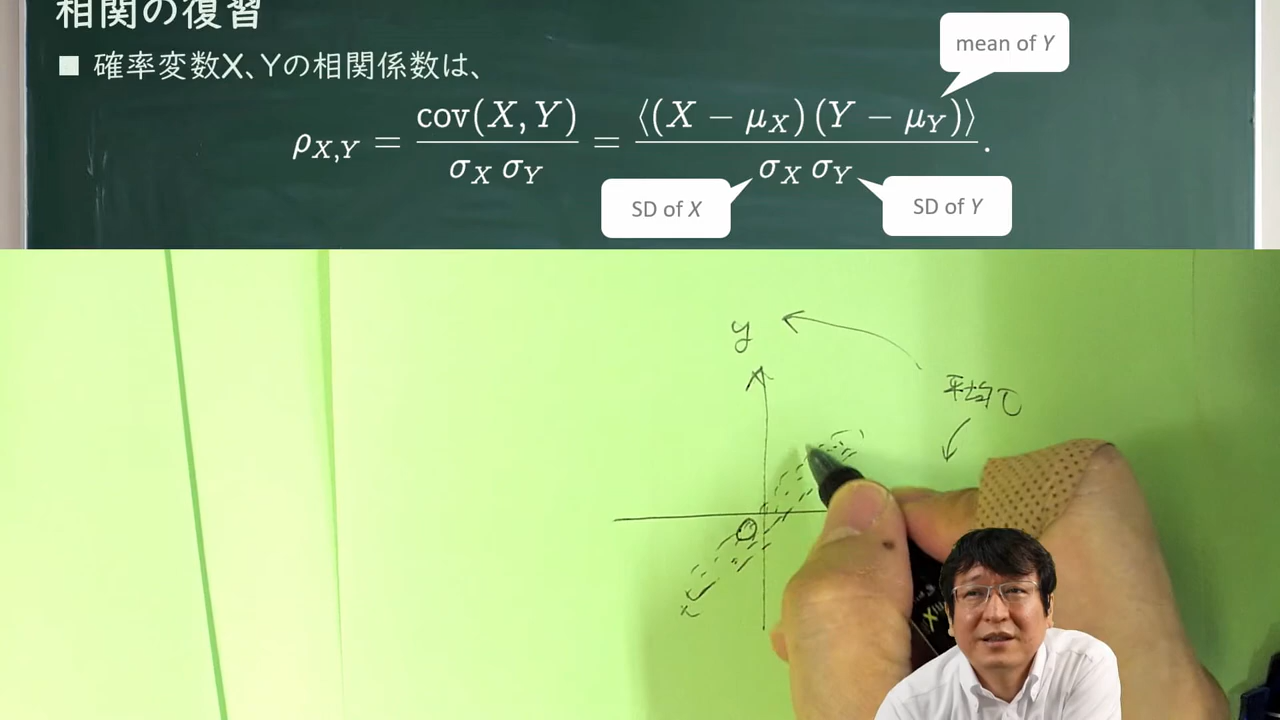 相関の復習
■ 確率変数X、Yの相関係数は、
ρ_{X,Y} = cov(X, Y) / σ_X σ_Y = ⟨(X − μ_X)(Y − μ_Y)⟩ / σ_X σ_Y .
mean of Y
SD of X
SD of Y
y
平均で
O